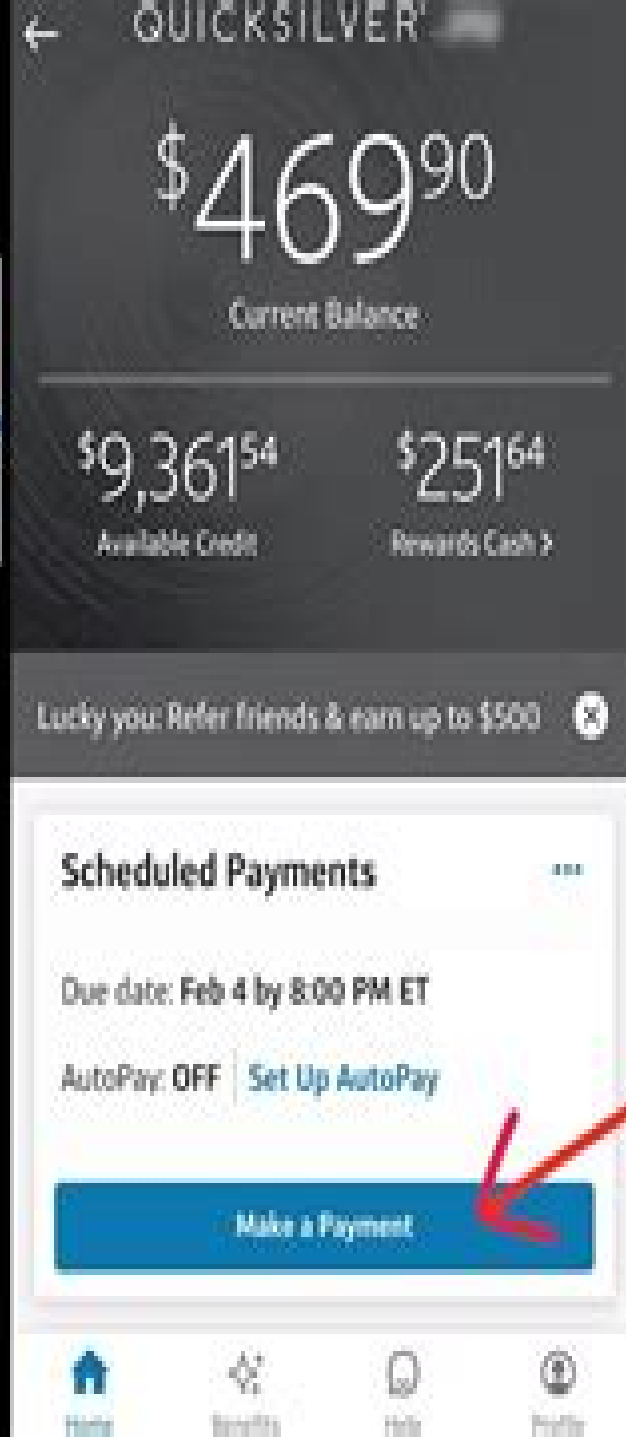 QUICKSILVER
$469.90
Current Balance
$9,361.54 $251.64
Available Credit Rewards Cash >
Lucky you: Refer friends & earn up to $500
Scheduled Payments ...
Due date: Feb 4 by 8:00 PM ET
AutoPay: OFF | Set Up AutoPay
Make a Payment
Home Benefits Help Profile